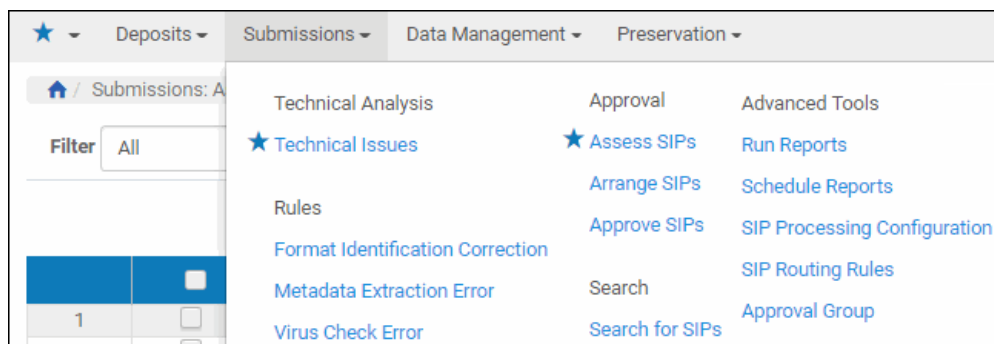 Deposits Submissions Data Management Preservation
/ Submissions: A
Filter All
Technical Analysis
Technical Issues
Rules
Format Identification Correction
Metadata Extraction Error
Virus Check Error
Approval
Assess SIPs
Arrange SIPs
Approve SIPs
Search
Search for SIPs
Advanced Tools
Run Reports
Schedule Reports
SIP Processing Configuration
SIP Routing Rules
Approval Group
1